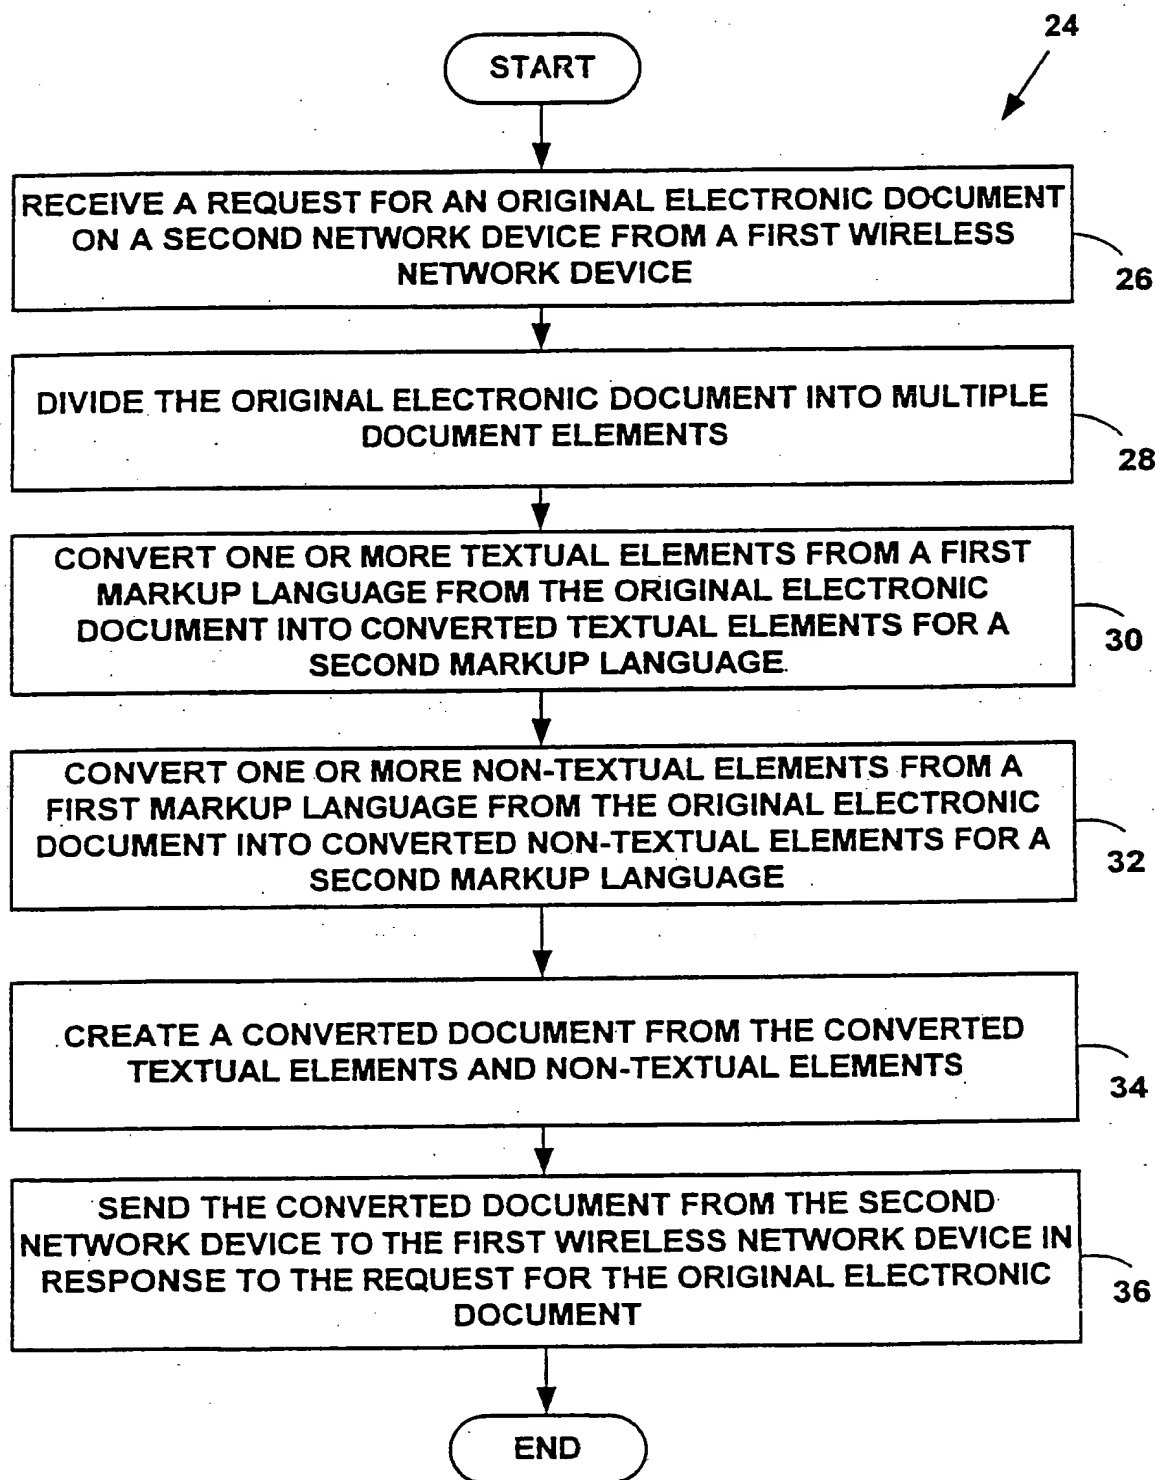 24
START
RECEIVE A REQUEST FOR AN ORIGINAL ELECTRONIC DOCUMENT
ON A SECOND NETWORK DEVICE FROM A FIRST WIRELESS
NETWORK DEVICE
26
DIVIDE THE ORIGINAL ELECTRONIC DOCUMENT INTO MULTIPLE
DOCUMENT ELEMENTS
28
CONVERT ONE OR MORE TEXTUAL ELEMENTS FROM A FIRST
MARKUP LANGUAGE FROM THE ORIGINAL ELECTRONIC
DOCUMENT INTO CONVERTED TEXTUAL ELEMENTS FOR A
SECOND MARKUP LANGUAGE
30
CONVERT ONE OR MORE NON-TEXTUAL ELEMENTS FROM A
FIRST MARKUP LANGUAGE FROM THE ORIGINAL ELECTRONIC
DOCUMENT INTO CONVERTED NON-TEXTUAL ELEMENTS FOR A
SECOND MARKUP LANGUAGE
32
CREATE A CONVERTED DOCUMENT FROM THE CONVERTED
TEXTUAL ELEMENTS AND NON-TEXTUAL ELEMENTS
34
SEND THE CONVERTED DOCUMENT FROM THE SECOND
NETWORK DEVICE TO THE FIRST WIRELESS NETWORK DEVICE IN
RESPONSE TO THE REQUEST FOR THE ORIGINAL ELECTRONIC
DOCUMENT
36
END